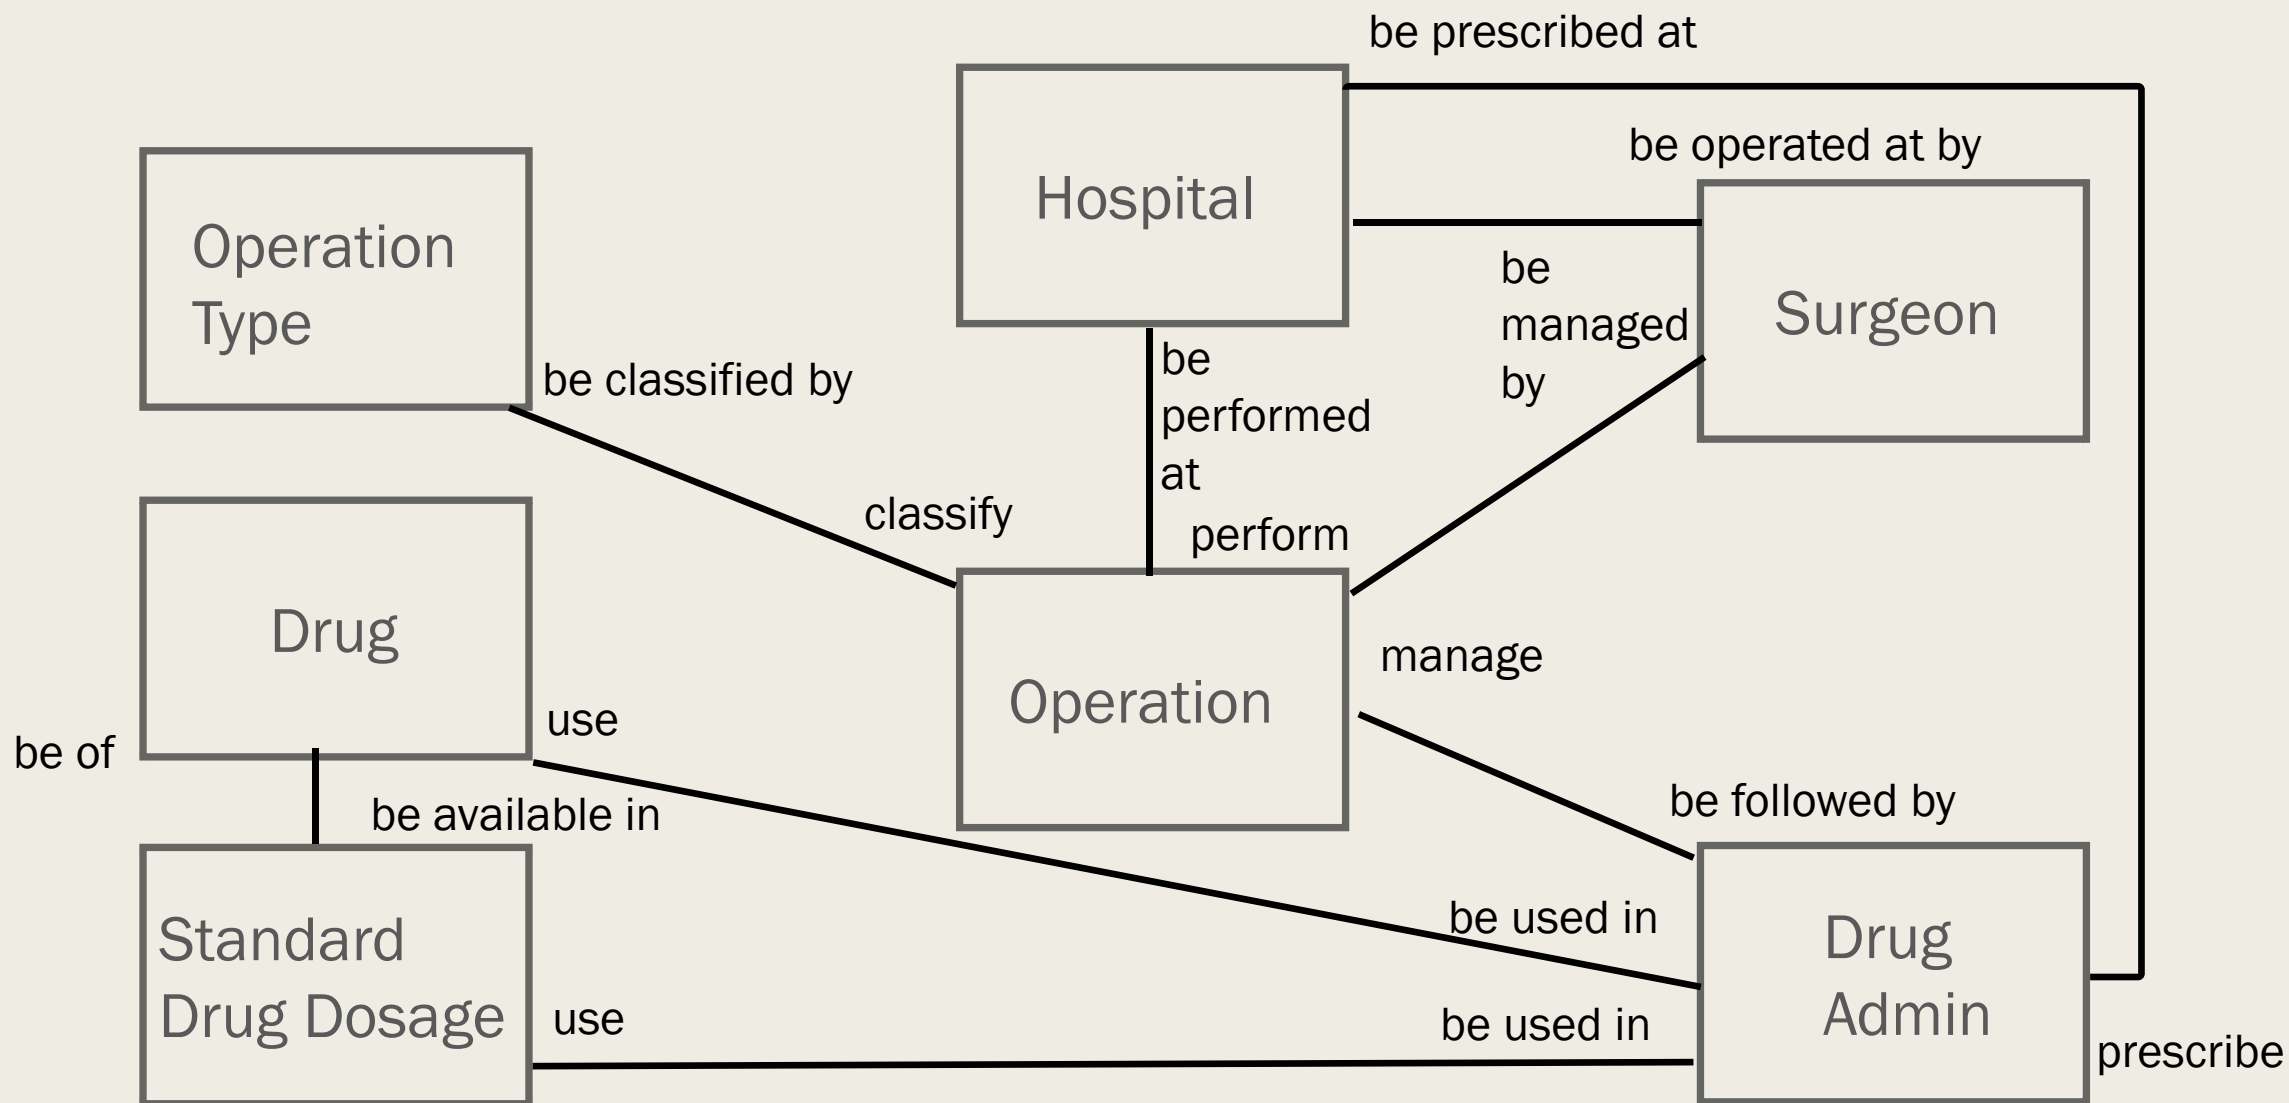 be prescribed at
be operated at by
Hospital
Operation
Type
be
managed
by
Surgeon
be classified by
be
performed
at
classify
perform
Drug
Operation
manage
use
be of
be available in
be followed by
Standard
Drug Dosage
be used in
Drug
Admin
use
be used in
prescribe